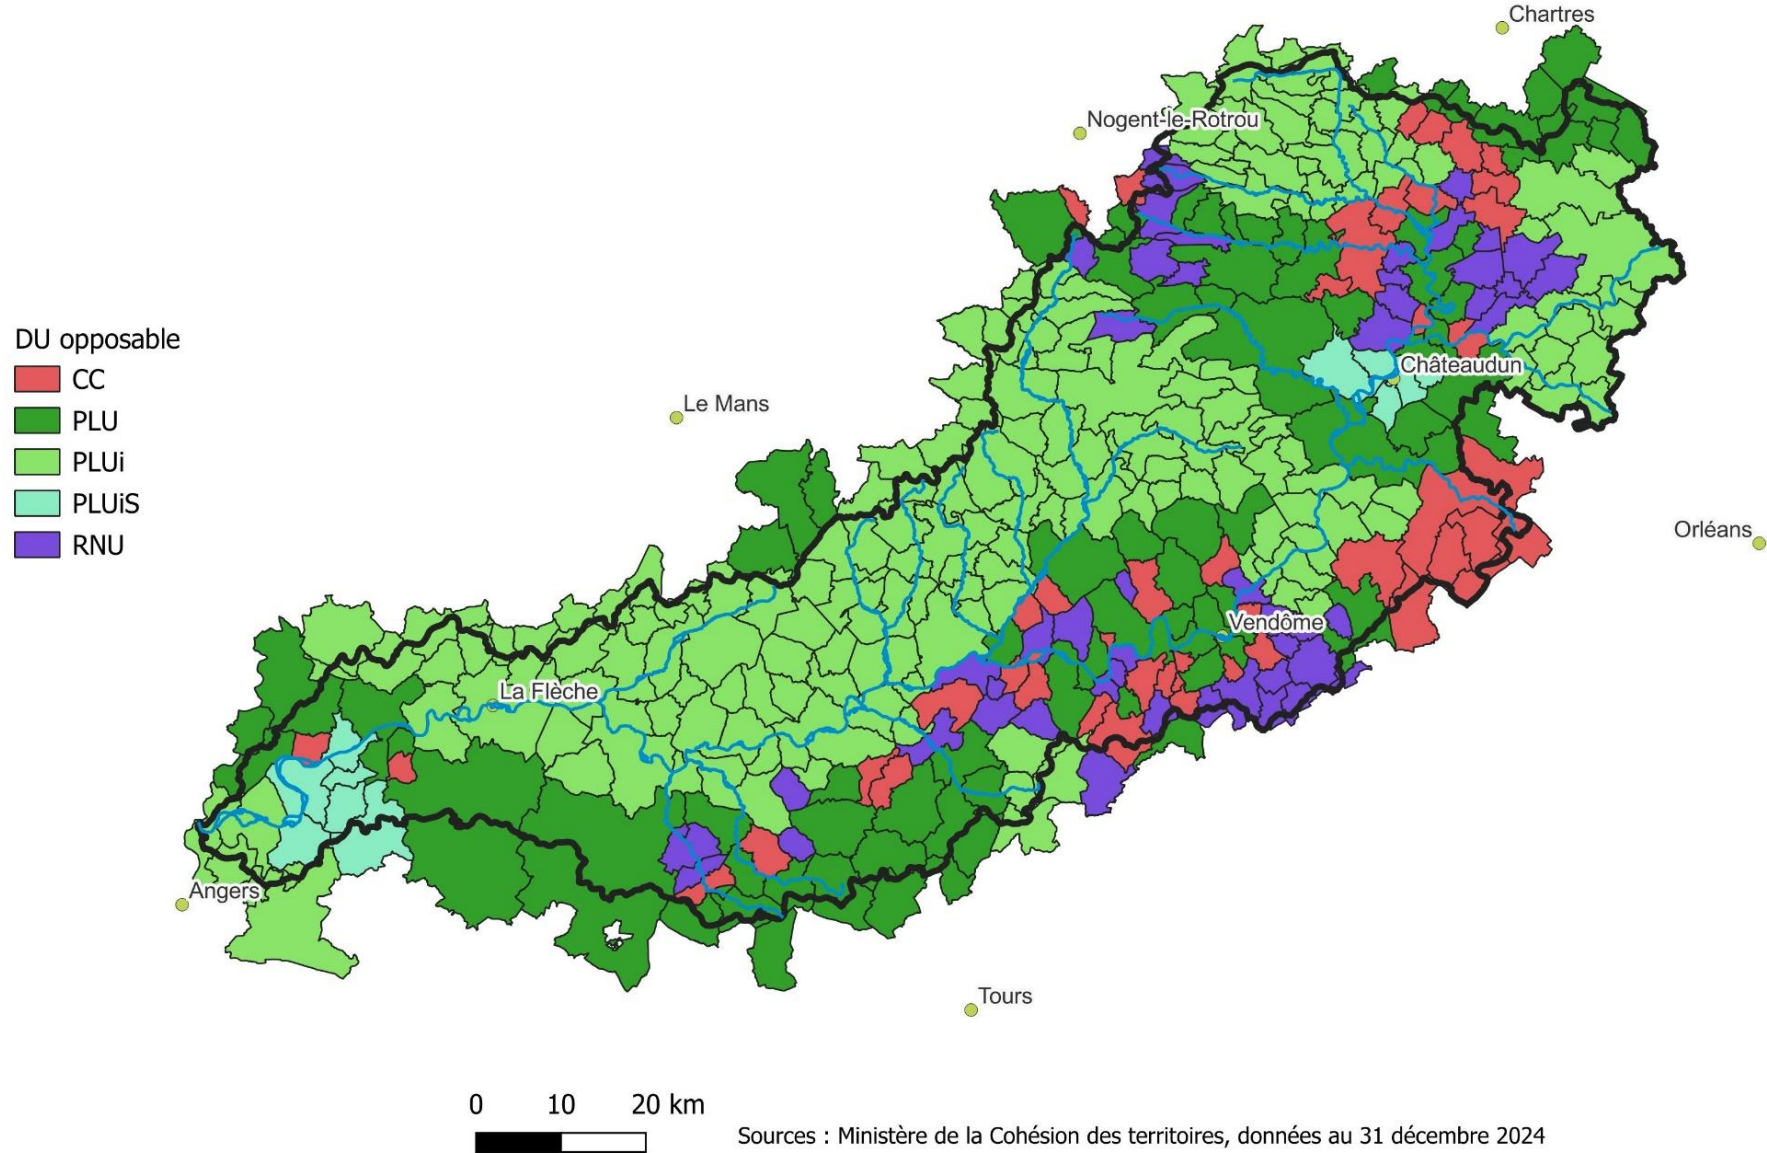 Chartres
Nogent-le-Rotrou
DU opposable
CC
PLU
PLUi
PLUiS
RNU
Châteaudun
Le Mans
Orléans
Vendôme
La Flèche
Angers
Tours
0 10 20 km
Sources : Ministère de la Cohésion des territoires, données au 31 décembre 2024